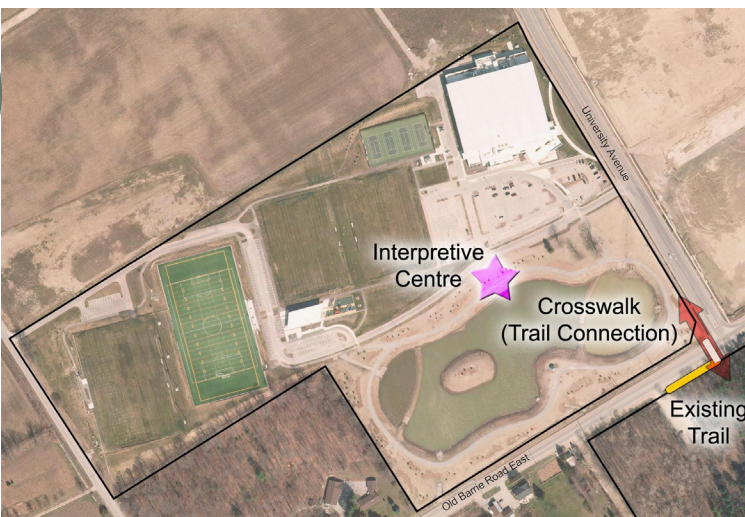 University Avenue
Interpretive
Centre
Crosswalk
(Trail Connection)
Existing
Trail
Old Barrie Road East